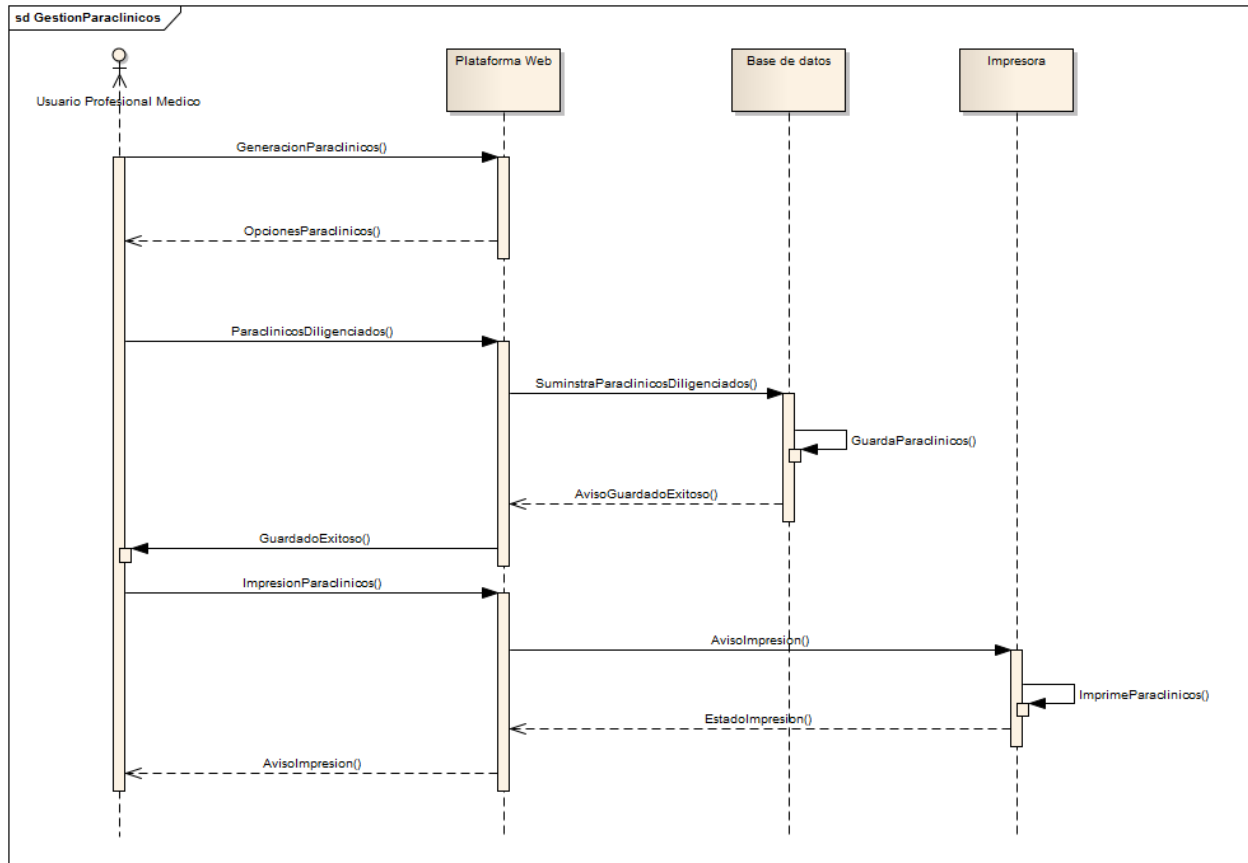 sd GestionParaclinicos
Usuario Profesional Medico
Plataforma Web
Base de datos
Impresora
GeneracionParaclinicos()
OpcionesParaclinicos()
ParaclinicosDiligenciados()
SuminstraParaclinicosDiligenciados()
GuardaParaclinicos()
AvisoGuardadoExitoso()
GuardadoExitoso()
ImpresionParaclinicos()
AvisoImpresion()
ImprimeParaclinicos()
EstadoImpresion()
AvisoImpresion()